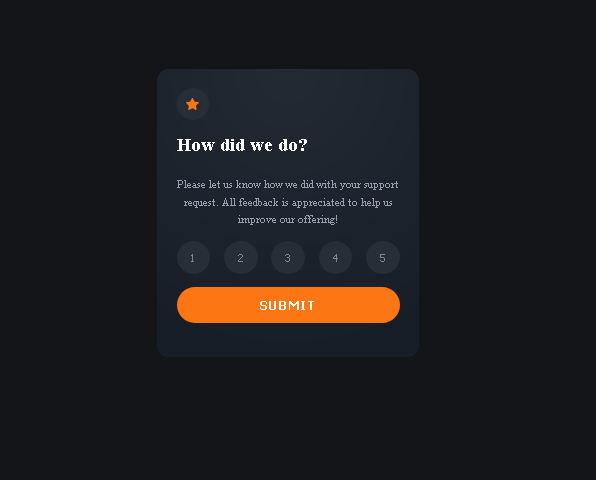 How did we do?
Please let us know how we did with your support
request. All feedback is appreciated to help us
improve our offering!
1 2 3 4 5
SUBMIT